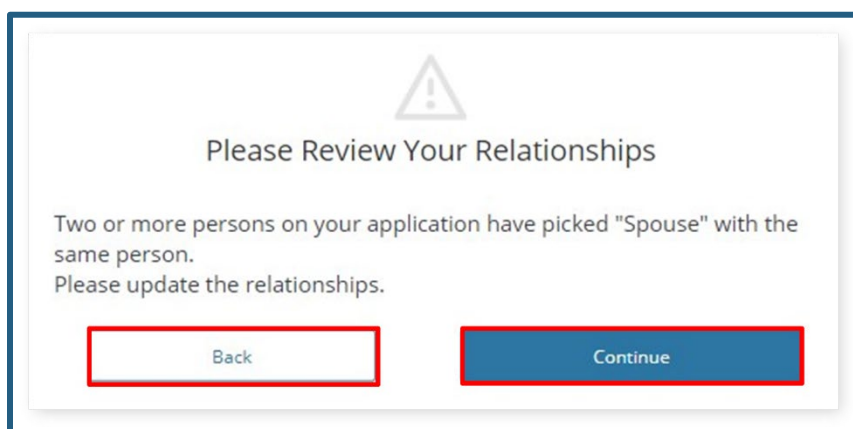 Please Review Your Relationships
Two or more persons on your application have picked "Spouse" with the
same person.
Please update the relationships.
Back
Continue